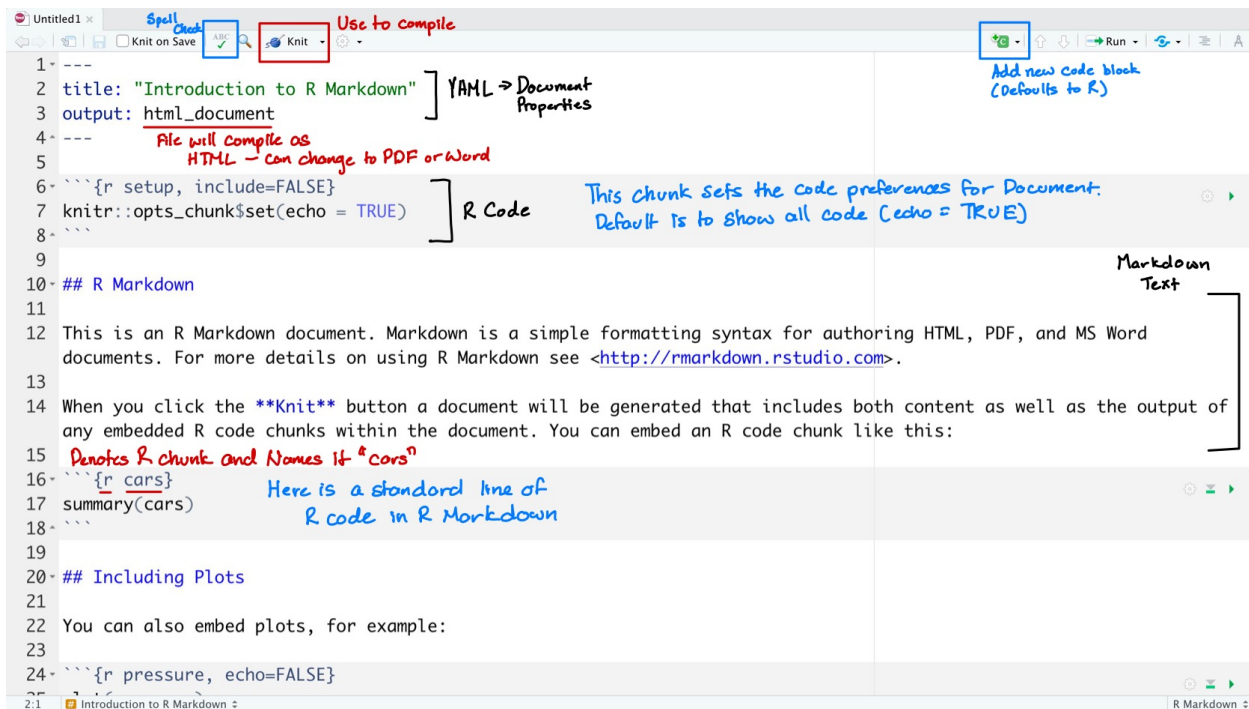 Untitled1 ×
Spell Check
Use to compile
Knit on Save ABC Knit Run
Add new code block
(Defaults to R)
1 ---
2 title: "Introduction to R Markdown"
YAML → Document Properties
3 output: html_document
4 ---
File will compile as
HTML – can change to PDF or Word
5
6 ```{r setup, include=FALSE}
7 knitr::opts_chunk$set(echo = TRUE)
8 ```
R Code
This chunk sets the code preferences for Document.
Default is to show all code (echo = TRUE)
9
Markdown
Text
10 ## R Markdown
11
12 This is an R Markdown document. Markdown is a simple formatting syntax for authoring HTML, PDF, and MS Word
documents. For more details on using R Markdown see <http://rmarkdown.rstudio.com>.
13
14 When you click the **Knit** button a document will be generated that includes both content as well as the output of
any embedded R code chunks within the document. You can embed an R code chunk like this:
15
Denotes R chunk and Names it "cars"
16 ```{r cars}
17 summary(cars)
18 ```
Here is a standard line of
R code in R Markdown
19
20 ## Including Plots
21
22 You can also embed plots, for example:
23
24 ```{r pressure, echo=FALSE}
2:1 # Introduction to R Markdown R Markdown